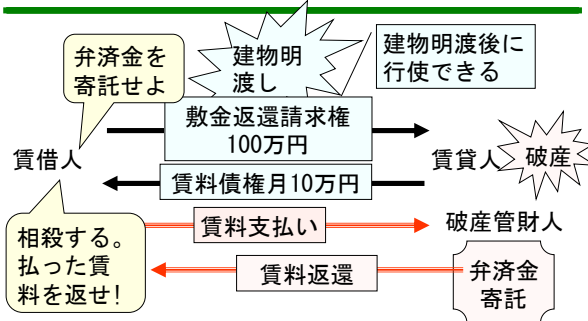 弁済金を
寄託せよ
建物明
渡し
建物明渡後に
行使できる
敷金返還請求権
100万円
賃借人
賃貸人
破産
賃料債権月10万円
相殺する。
払った賃
料を返せ!
賃料支払い
破産管財人
賃料返還
弁済金
寄託